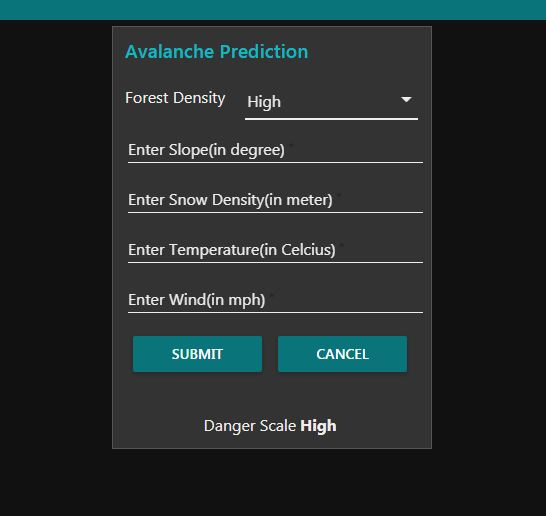 Avalanche Prediction
Forest Density High
Enter Slope(in degree) *
Enter Snow Density(in meter) *
Enter Temperature(in Celcius) *
Enter Wind(in mph) *
SUBMIT CANCEL
Danger Scale High